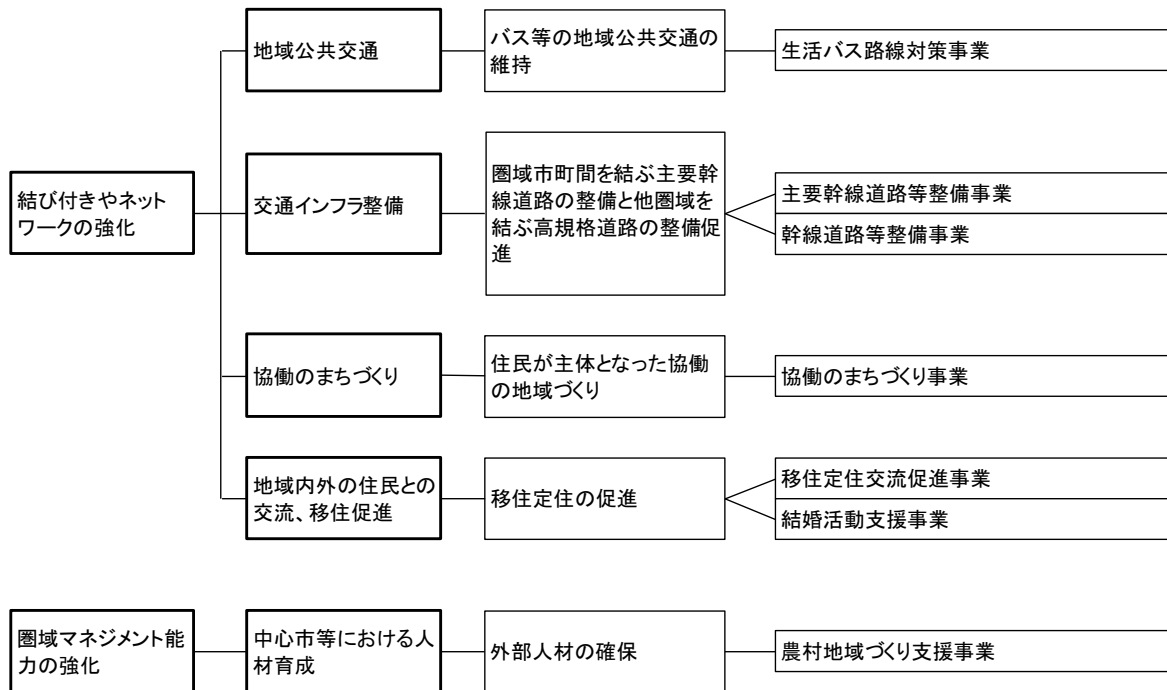 地域公共交通
バス等の地域公共交通の
維持
生活バス路線対策事業
結び付きやネット
ワークの強化
交通インフラ整備
圏域市町間を結ぶ主要幹
線道路の整備と他圏域を
結ぶ高規格道路の整備促
進
主要幹線道路等整備事業
幹線道路等整備事業
協働のまちづくり
住民が主体となった協働
の地域づくり
協働のまちづくり事業
地域内外の住民との
交流、移住促進
移住定住の促進
移住定住交流促進事業
結婚活動支援事業
圏域マネジメント能
力の強化
中心市等における人
材育成
外部人材の確保
農村地域づくり支援事業